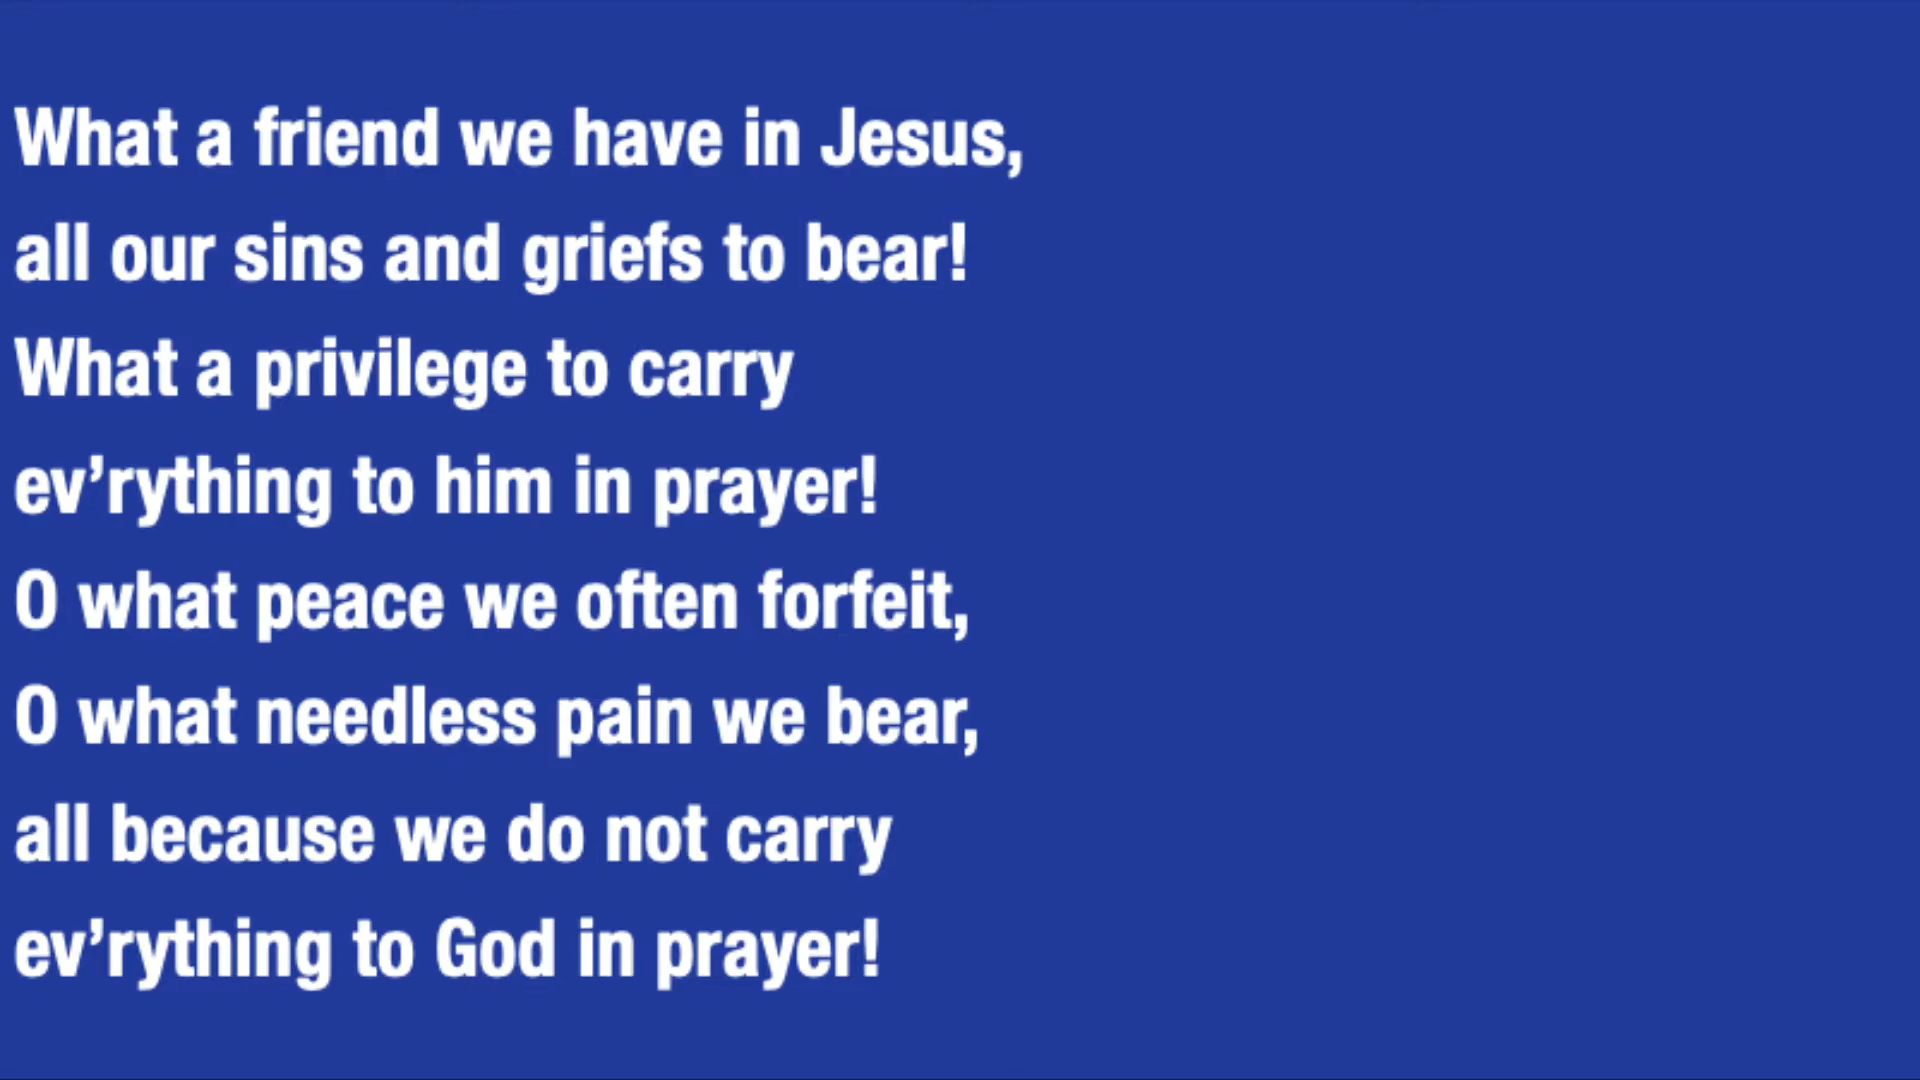 What a friend we have in Jesus,
all our sins and griefs to bear!
What a privilege to carry
ev’rything to him in prayer!
O what peace we often forfeit,
O what needless pain we bear,
all because we do not carry
ev’rything to God in prayer!